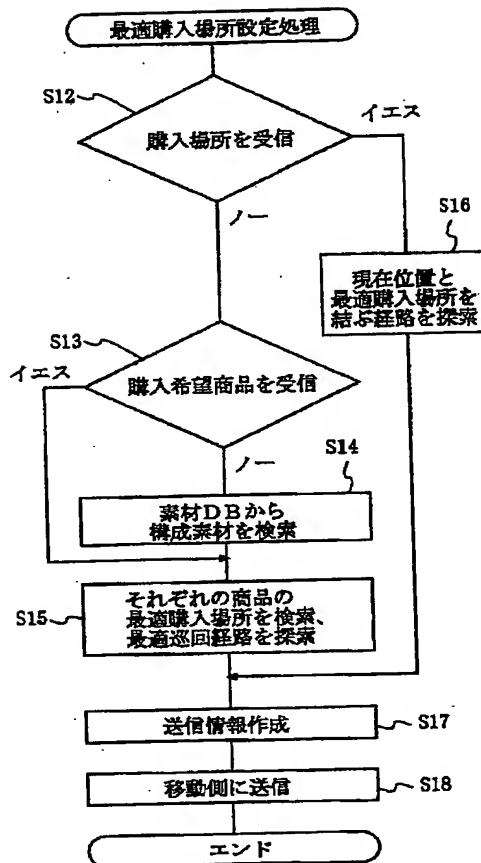 最適購入場所設定処理
S12
購入場所を受信
イエス
ノー
S16
現在位置と
最適購入場所を
結ぶ経路を探索
S13
イエス
購入希望商品を受信
ノー
S14
素材DBから
構成素材を検索
S15
それぞれの商品の
最適購入場所を検索、
最適巡回経路を探索
送信情報作成
S17
移動側に送信
S18
エンド